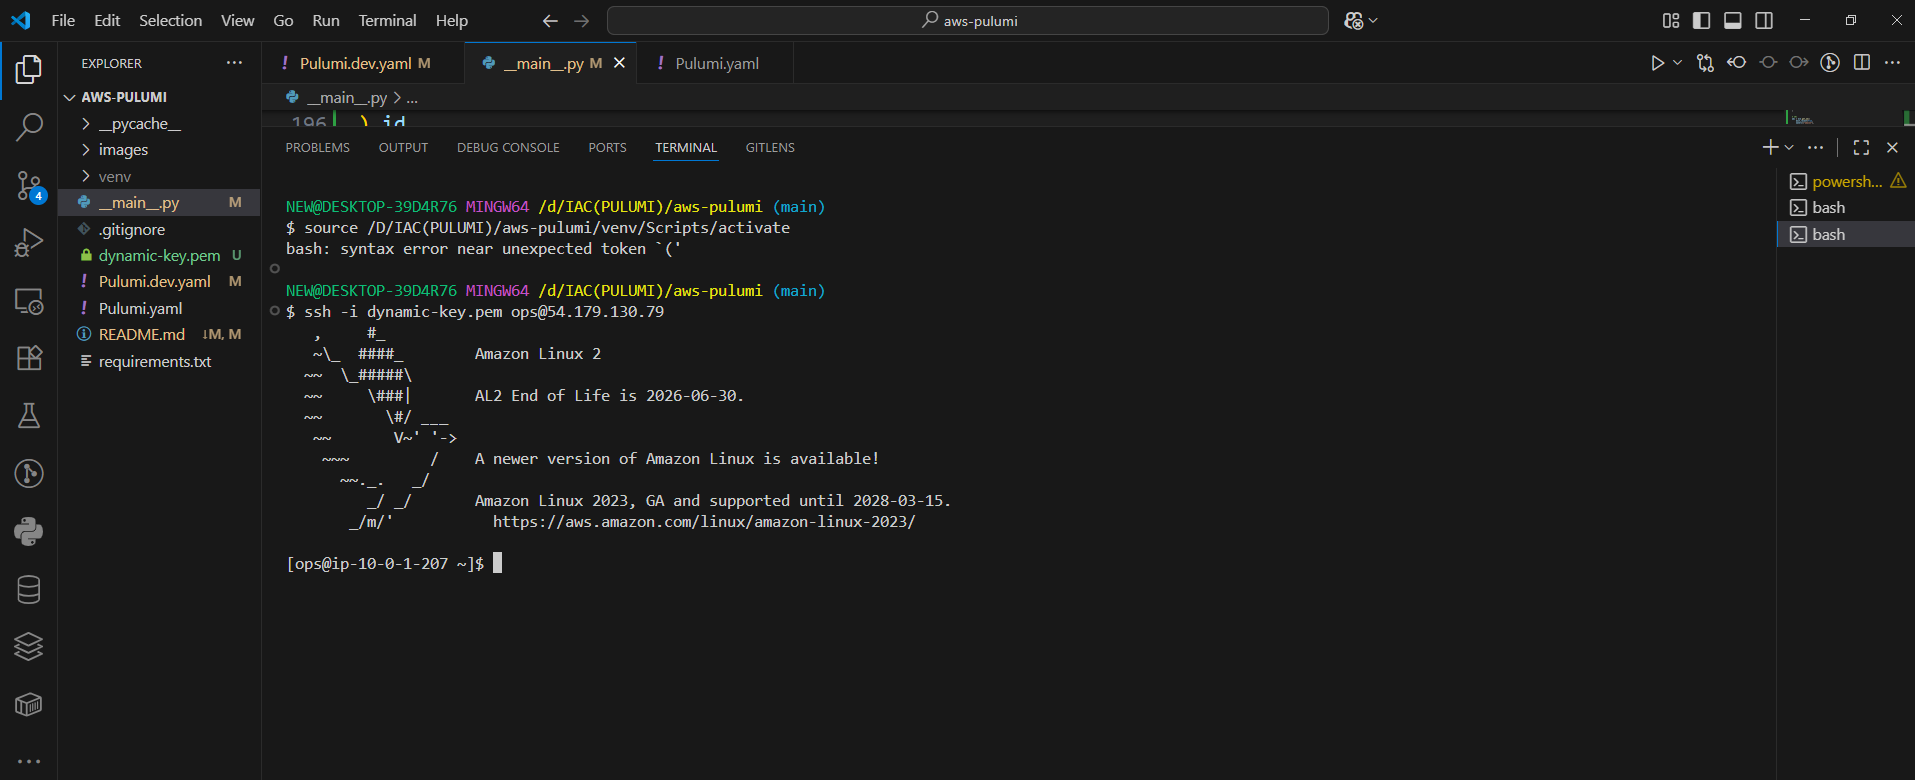 File Edit Selection View Go Run Terminal Help
aws-pulumi
EXPLORER
AWS-PULUMI
__pycache__
images
venv
__main__.py M
.gitignore
dynamic-key.pem U
Pulumi.dev.yaml M
Pulumi.yaml
README.md ↓M, M
requirements.txt
4
Pulumi.dev.yaml M
__main__.py M
Pulumi.yaml
__main__.py > ...
196 ).id
PROBLEMS OUTPUT DEBUG CONSOLE PORTS TERMINAL GITLENS
NEW@DESKTOP-39D4R76 MINGW64 /d/IAC(PULUMI)/aws-pulumi (main)
$ source /D/IAC(PULUMI)/aws-pulumi/venv/Scripts/activate
bash: syntax error near unexpected token `('
NEW@DESKTOP-39D4R76 MINGW64 /d/IAC(PULUMI)/aws-pulumi (main)
$ ssh -i dynamic-key.pem ops@54.179.130.79
   ,     #_
   ~\_  ####_        Amazon Linux 2
  ~~  \_#####\
  ~~     \###|       AL2 End of Life is 2026-06-30.
  ~~       \#/ ___
   ~~       V~' '->
    ~~~         /    A newer version of Amazon Linux is available!
      ~~._.   _/
         _/ _/       Amazon Linux 2023, GA and supported until 2028-03-15.
       _/m/'           https://aws.amazon.com/linux/amazon-linux-2023/
[ops@ip-10-0-1-207 ~]$
powersh...
bash
bash